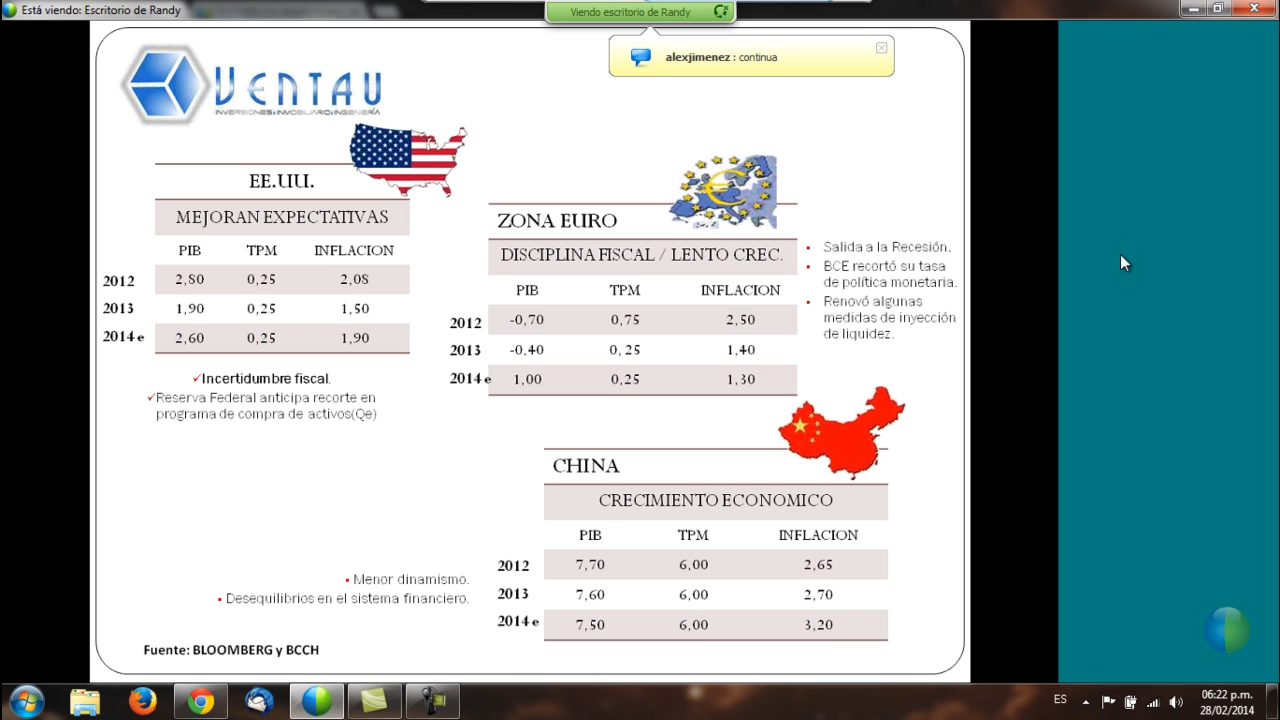 Está viendo: Escritorio de Randy
Viendo escritorio de Randy
alexjimenez : continua
VENTAU
INVERSIONES INMOBILIARIO INGENIERÍA
EE.UU.
MEJORAN EXPECTATIVAS
PIB TPM INFLACION
2012 2,80 0,25 2,08
2013 1,90 0,25 1,50
2014 e 2,60 0,25 1,90
Incertidumbre fiscal.
Reserva Federal anticipa recorte en
programa de compra de activos(Qe)
ZONA EURO
DISCIPLINA FISCAL / LENTO CREC.
PIB TPM INFLACION
2012 -0,70 0,75 2,50
2013 -0,40 0,25 1,40
2014 e 1,00 0,25 1,30
Salida a la Recesión.
BCE recortó su tasa
de política monetaria.
Renovó algunas
medidas de inyección
de liquidez.
CHINA
CRECIMIENTO ECONOMICO
PIB TPM INFLACION
2012 7,70 6,00 2,65
2013 7,60 6,00 2,70
2014 e 7,50 6,00 3,20
Menor dinamismo.
Desequilibrios en el sistema financiero.
Fuente: BLOOMBERG y BCCH
ES
06:22 p.m.
28/02/2014